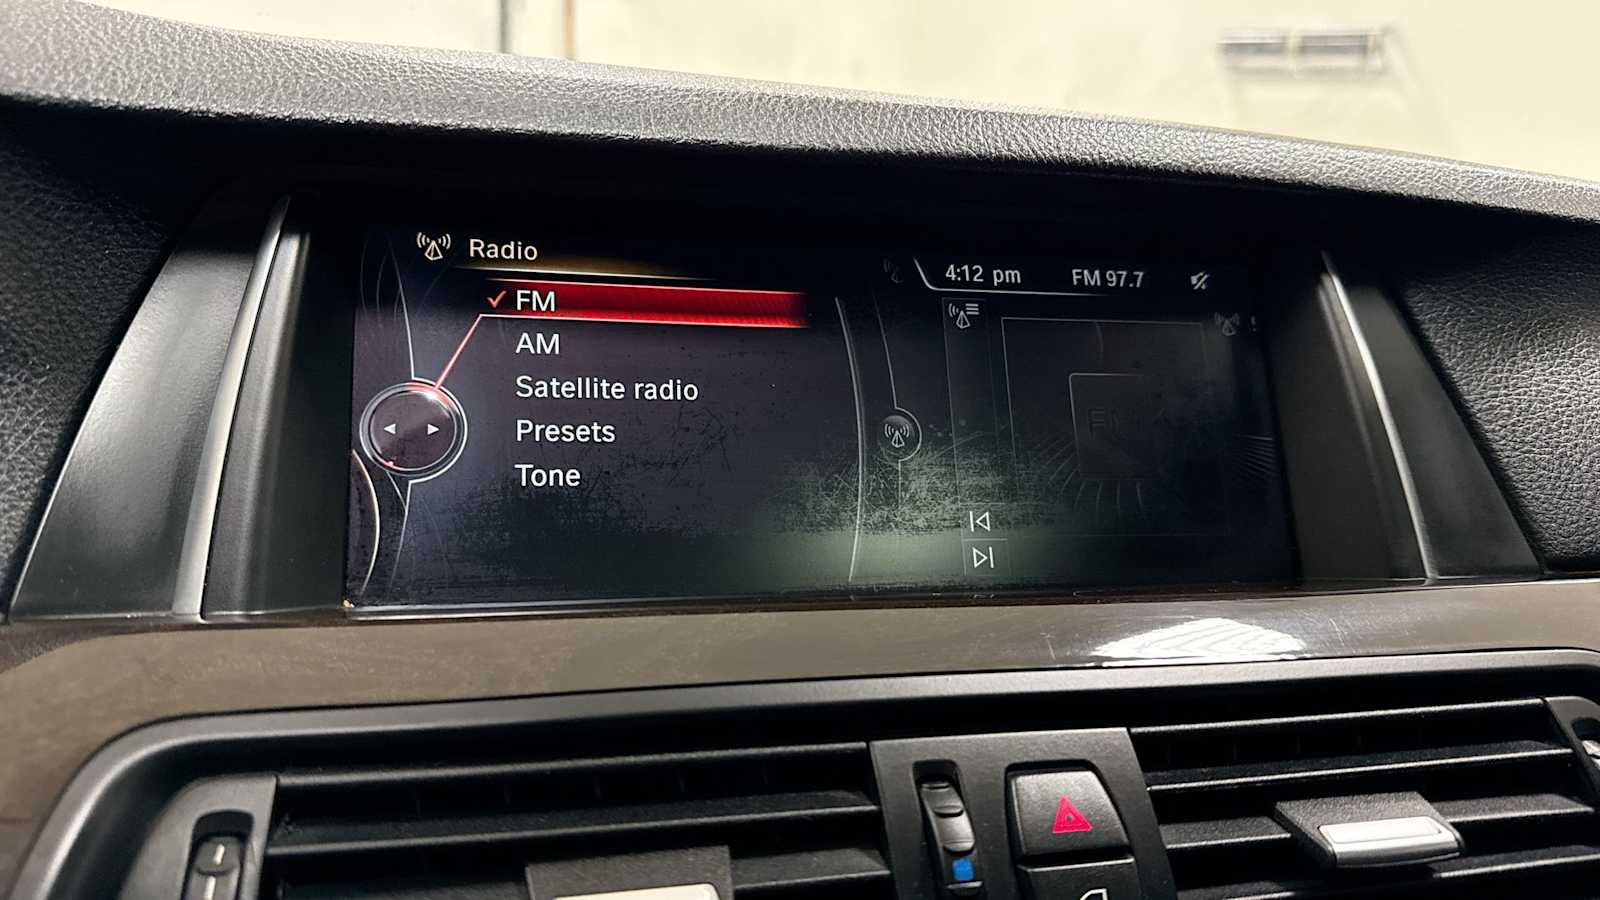 Radio
4:12 pm FM 97.7
FM
AM
Satellite radio
Presets
Tone